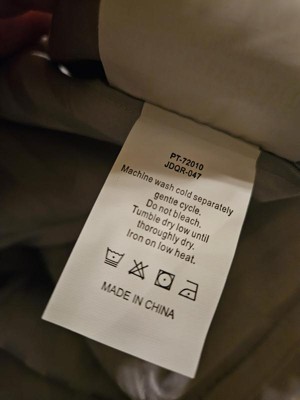 PT-72010
JDQR-047
Machine wash cold separately
gentle cycle.
Do not bleach.
Tumble dry low until
thoroughly dry.
Iron on low heat.
MADE IN CHINA